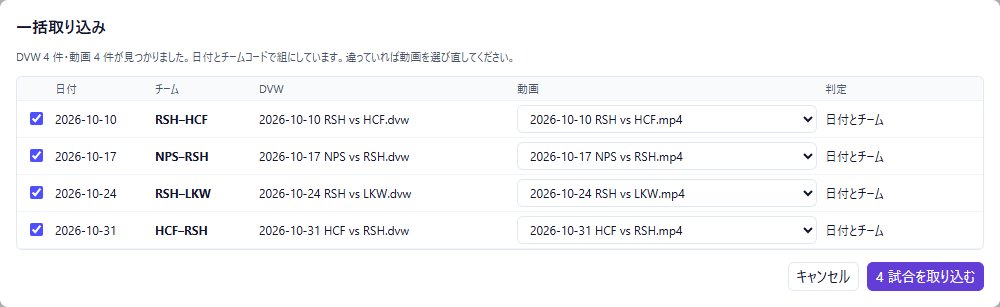 一括取り込み
DVW 4 件・動画 4 件が見つかりました。日付とチームコードで組にしています。違っていれば動画を選び直してください。
日付 チーム DVW 動画 判定
2026-10-10 RSH–HCF 2026-10-10 RSH vs HCF.dvw 2026-10-10 RSH vs HCF.mp4 日付とチーム
2026-10-17 NPS–RSH 2026-10-17 NPS vs RSH.dvw 2026-10-17 NPS vs RSH.mp4 日付とチーム
2026-10-24 RSH–LKW 2026-10-24 RSH vs LKW.dvw 2026-10-24 RSH vs LKW.mp4 日付とチーム
2026-10-31 HCF–RSH 2026-10-31 HCF vs RSH.dvw 2026-10-31 HCF vs RSH.mp4 日付とチーム
キャンセル 4 試合を取り込む